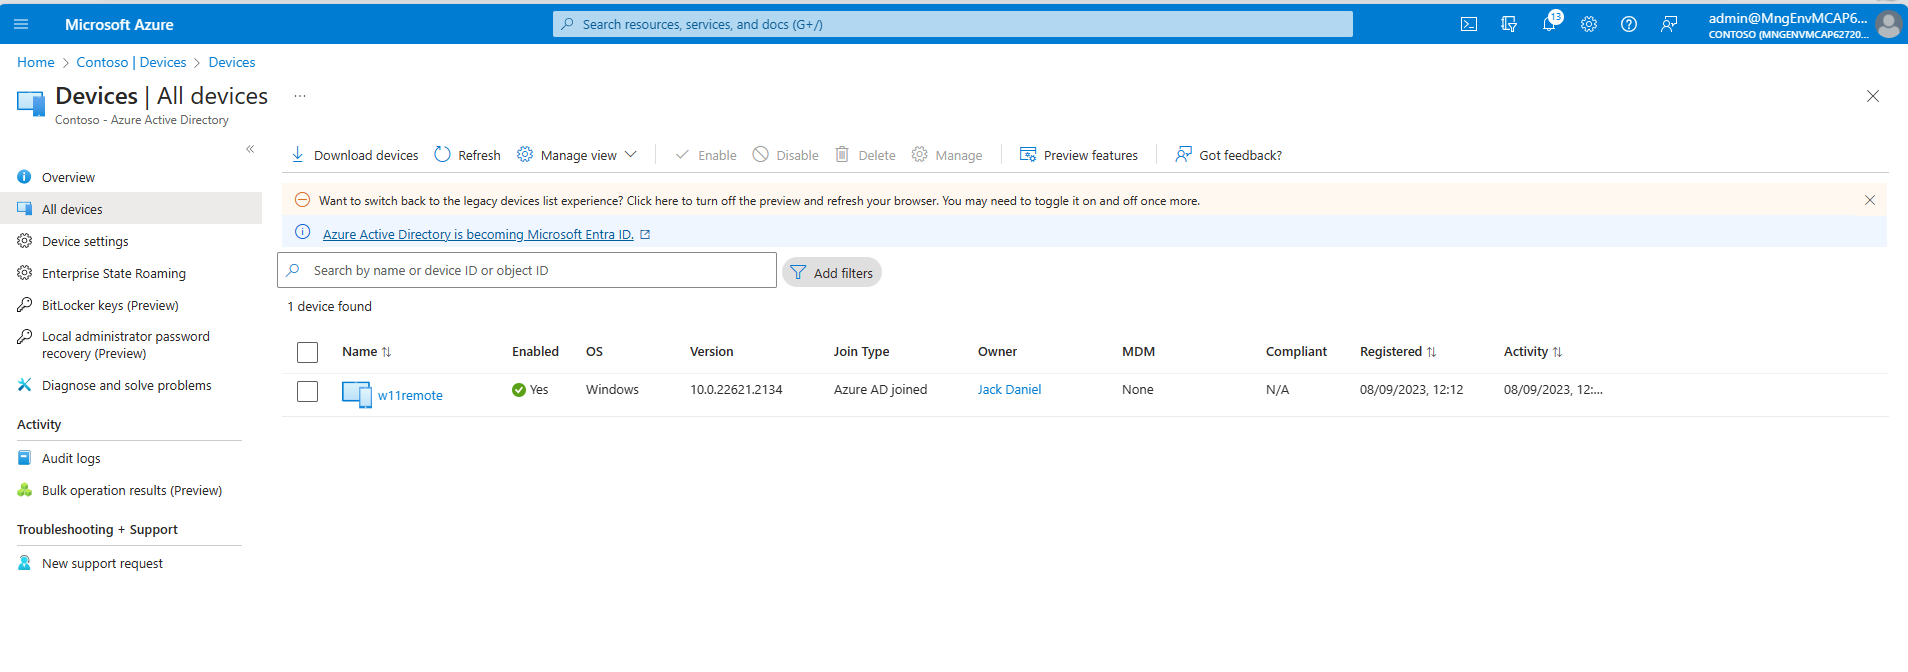 Microsoft Azure
Search resources, services, and docs (G+/)
13
admin@MngEnvMCAP6...
CONTOSO (MNGENVMCAP62720...
Home > Contoso | Devices > Devices
Devices | All devices ...
Contoso - Azure Active Directory
Download devices Refresh Manage view Enable Disable Delete Manage Preview features Got feedback?
Overview
All devices
Device settings
Enterprise State Roaming
BitLocker keys (Preview)
Local administrator password
recovery (Preview)
Diagnose and solve problems
Activity
Audit logs
Bulk operation results (Preview)
Troubleshooting + Support
New support request
Want to switch back to the legacy devices list experience? Click here to turn off the preview and refresh your browser. You may need to toggle it on and off once more.
Azure Active Directory is becoming Microsoft Entra ID.
Search by name or device ID or object ID
Add filters
1 device found
Name Enabled OS Version Join Type Owner MDM Compliant Registered Activity
w11remote Yes Windows 10.0.22621.2134 Azure AD joined Jack Daniel None N/A 08/09/2023, 12:12 08/09/2023, 12:...